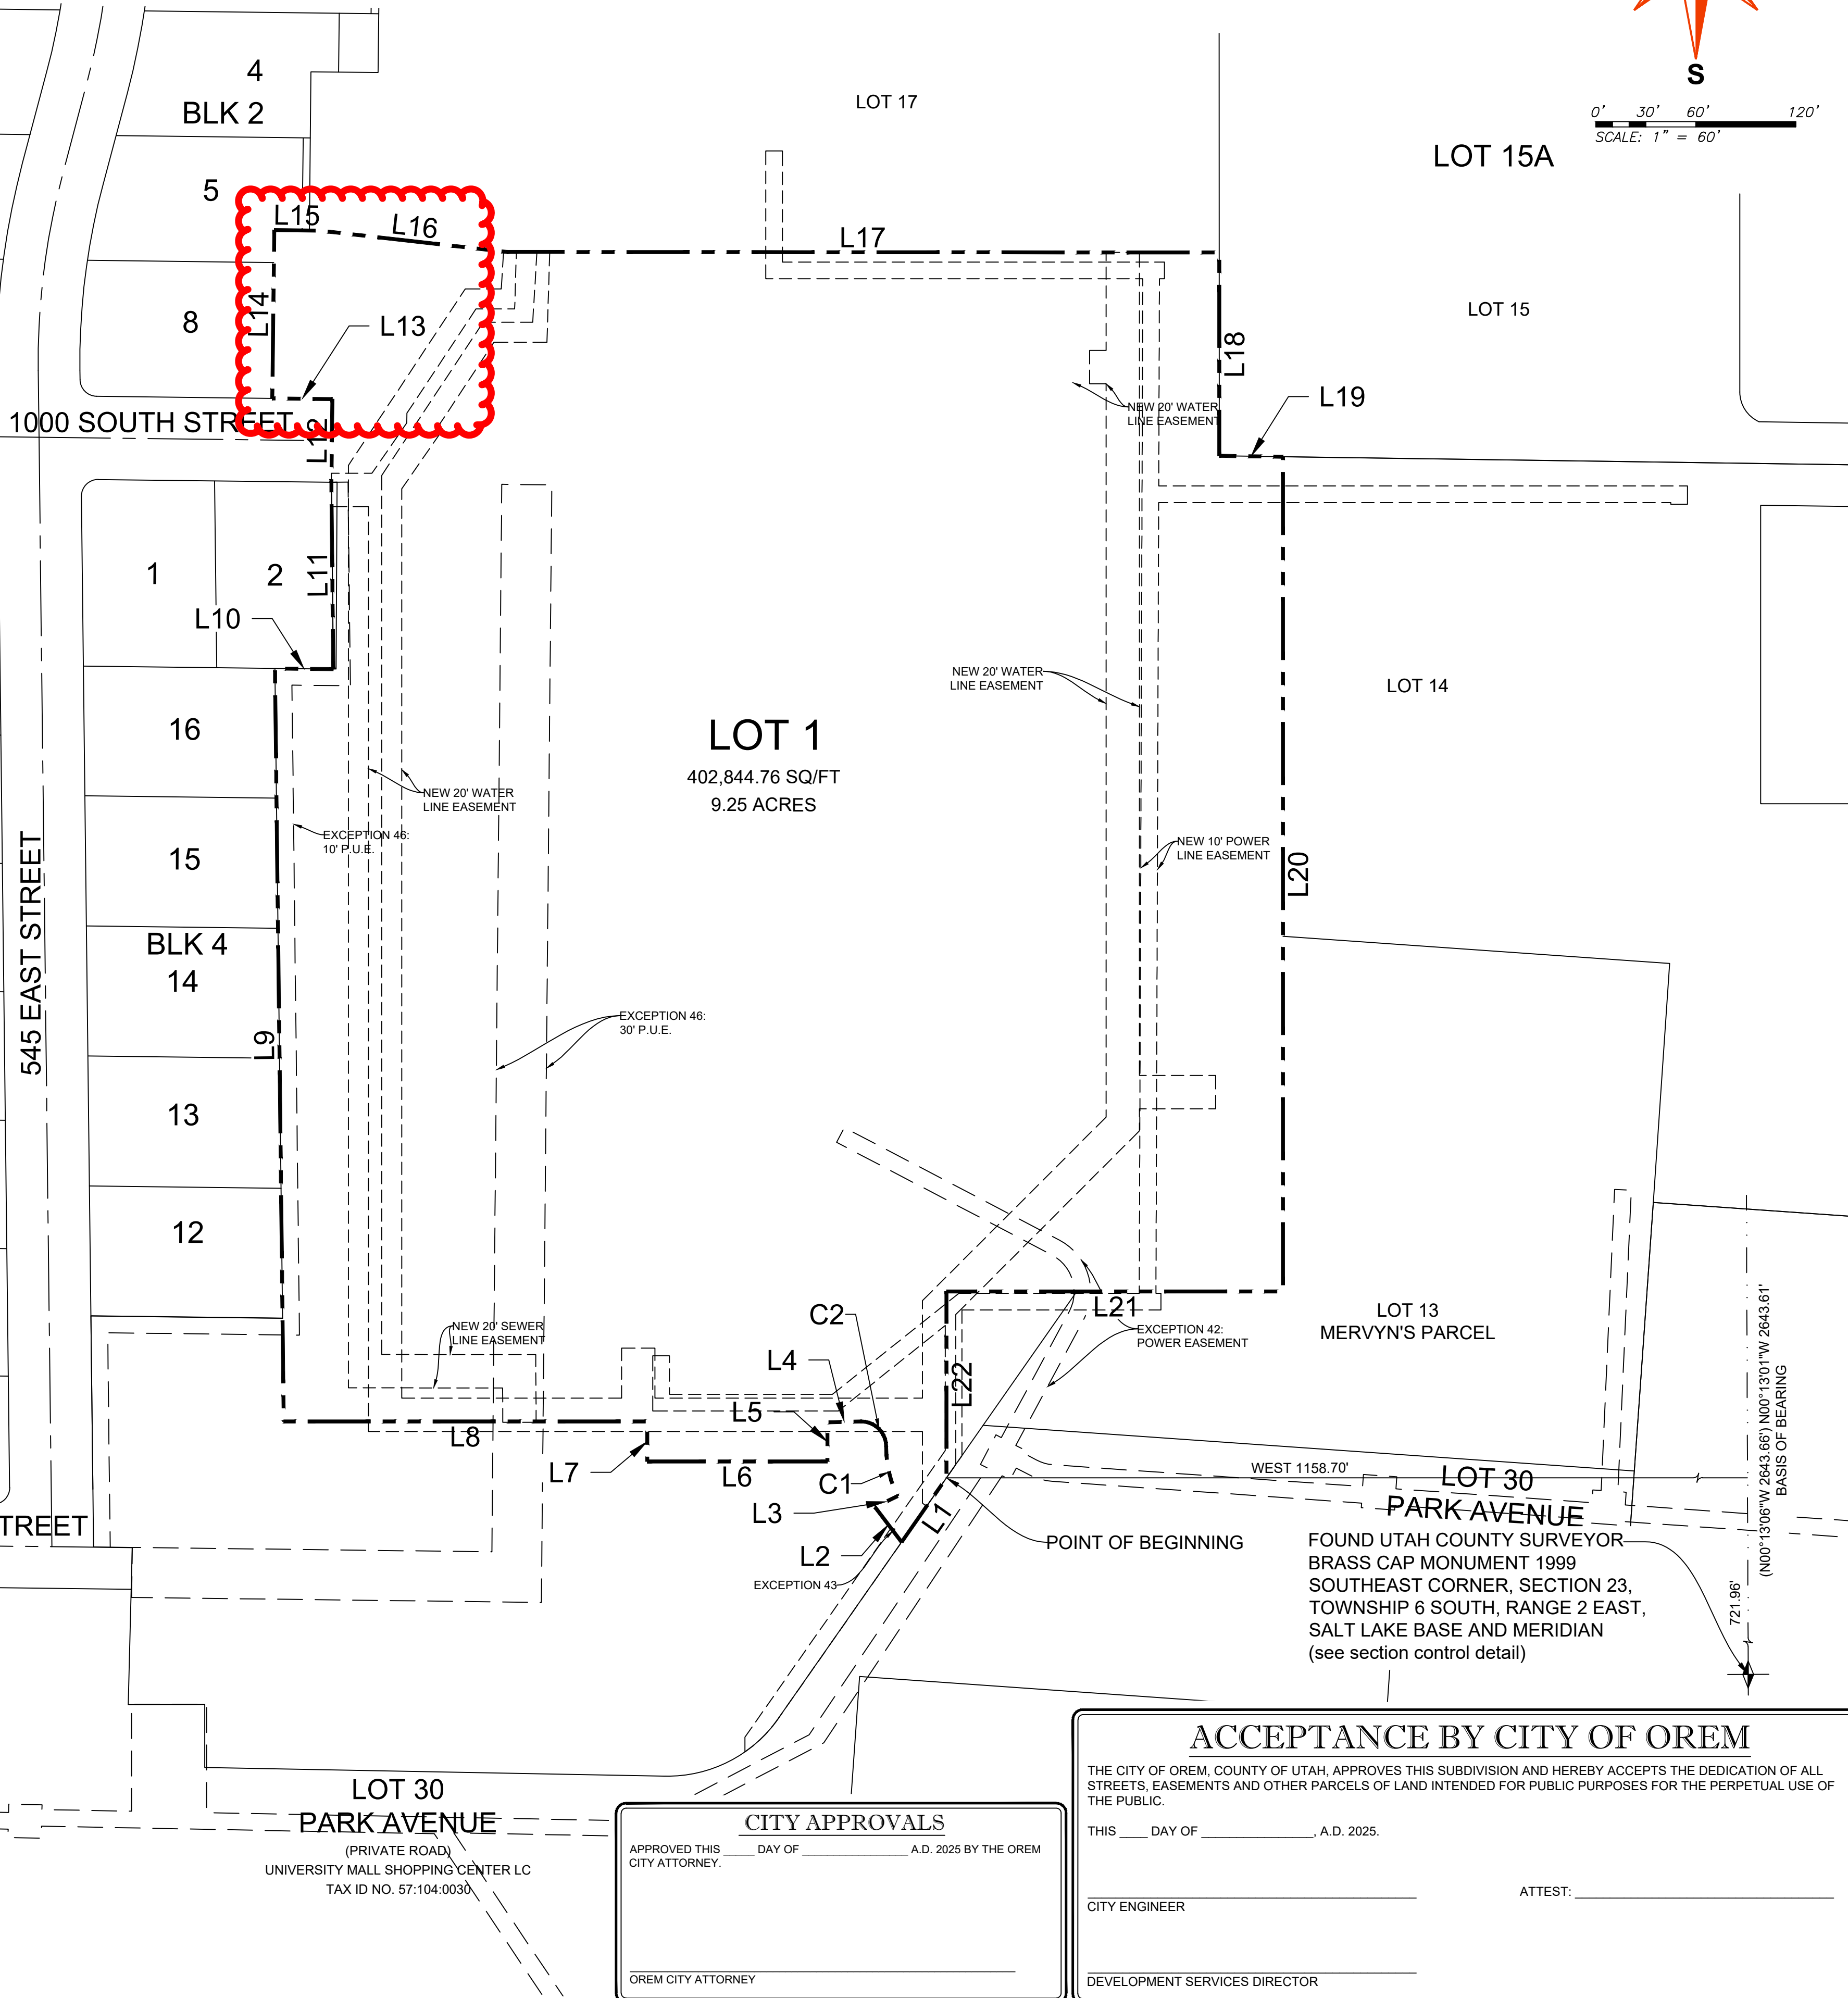 S
0' 30' 60' 120'
SCALE: 1" = 60'
4
BLK 2
LOT 17
LOT 15A
5
L15
L16
L17
8
L14
L13
LOT 15
L18
L19
1000 SOUTH STREET
L12
NEW 20' WATER
LINE EASEMENT
1
2
L11
L10
NEW 20' WATER
LINE EASEMENT
LOT 14
16
LOT 1
402,844.76 SQ/FT
9.25 ACRES
NEW 20' WATER
LINE EASEMENT
EXCEPTION 46:
10' P.U.E.
15
NEW 10' POWER
LINE EASEMENT
L20
545 EAST STREET
BLK 4
14
L9
EXCEPTION 46:
30' P.U.E.
13
12
L21
C2
NEW 20' SEWER
LINE EASEMENT
EXCEPTION 42:
POWER EASEMENT
LOT 13
MERVYN'S PARCEL
L4
L22
L5
L8
L7
L6
C1
L3
L1
L2
EXCEPTION 43
POINT OF BEGINNING
WEST 1158.70'
LOT 30
PARK AVENUE
(N00°13'06"W 2643.66') N00°13'01"W 2643.61'
BASIS OF BEARING
721.96'
TREET
FOUND UTAH COUNTY SURVEYOR
BRASS CAP MONUMENT 1999
SOUTHEAST CORNER, SECTION 23,
TOWNSHIP 6 SOUTH, RANGE 2 EAST,
SALT LAKE BASE AND MERIDIAN
(see section control detail)
LOT 30
PARK AVENUE
(PRIVATE ROAD)
UNIVERSITY MALL SHOPPING CENTER LC
TAX ID NO. 57:104:0030
CITY APPROVALS
APPROVED THIS _____ DAY OF _________________ A.D. 2025 BY THE OREM
CITY ATTORNEY.
OREM CITY ATTORNEY
ACCEPTANCE BY CITY OF OREM
THE CITY OF OREM, COUNTY OF UTAH, APPROVES THIS SUBDIVISION AND HEREBY ACCEPTS THE DEDICATION OF ALL
STREETS, EASEMENTS AND OTHER PARCELS OF LAND INTENDED FOR PUBLIC PURPOSES FOR THE PERPETUAL USE OF
THE PUBLIC.
THIS ____ DAY OF ________________, A.D. 2025.
ATTEST: ____________________
CITY ENGINEER
DEVELOPMENT SERVICES DIRECTOR